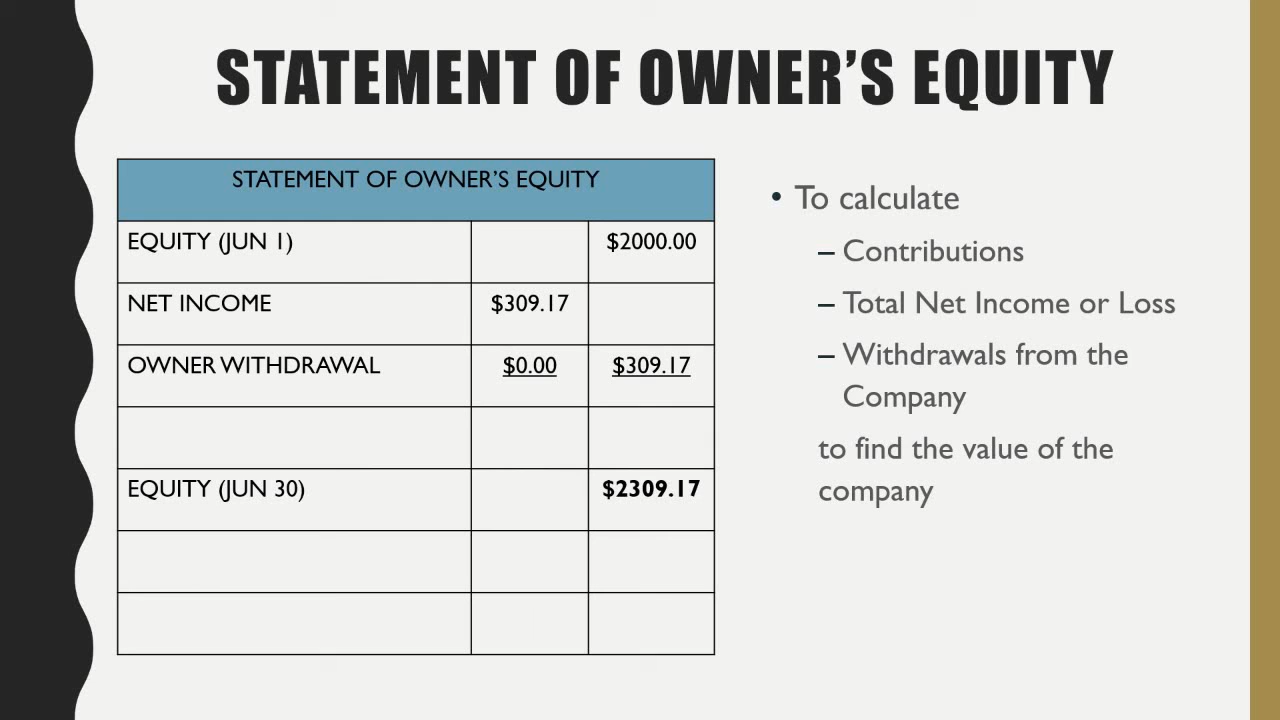 STATEMENT OF OWNER’S EQUITY
STATEMENT OF OWNER’S EQUITY
EQUITY (JUN 1) $2000.00
NET INCOME $309.17
OWNER WITHDRAWAL $0.00 $309.17
EQUITY (JUN 30) $2309.17
• To calculate
– Contributions
– Total Net Income or Loss
– Withdrawals from the
Company
to find the value of the
company